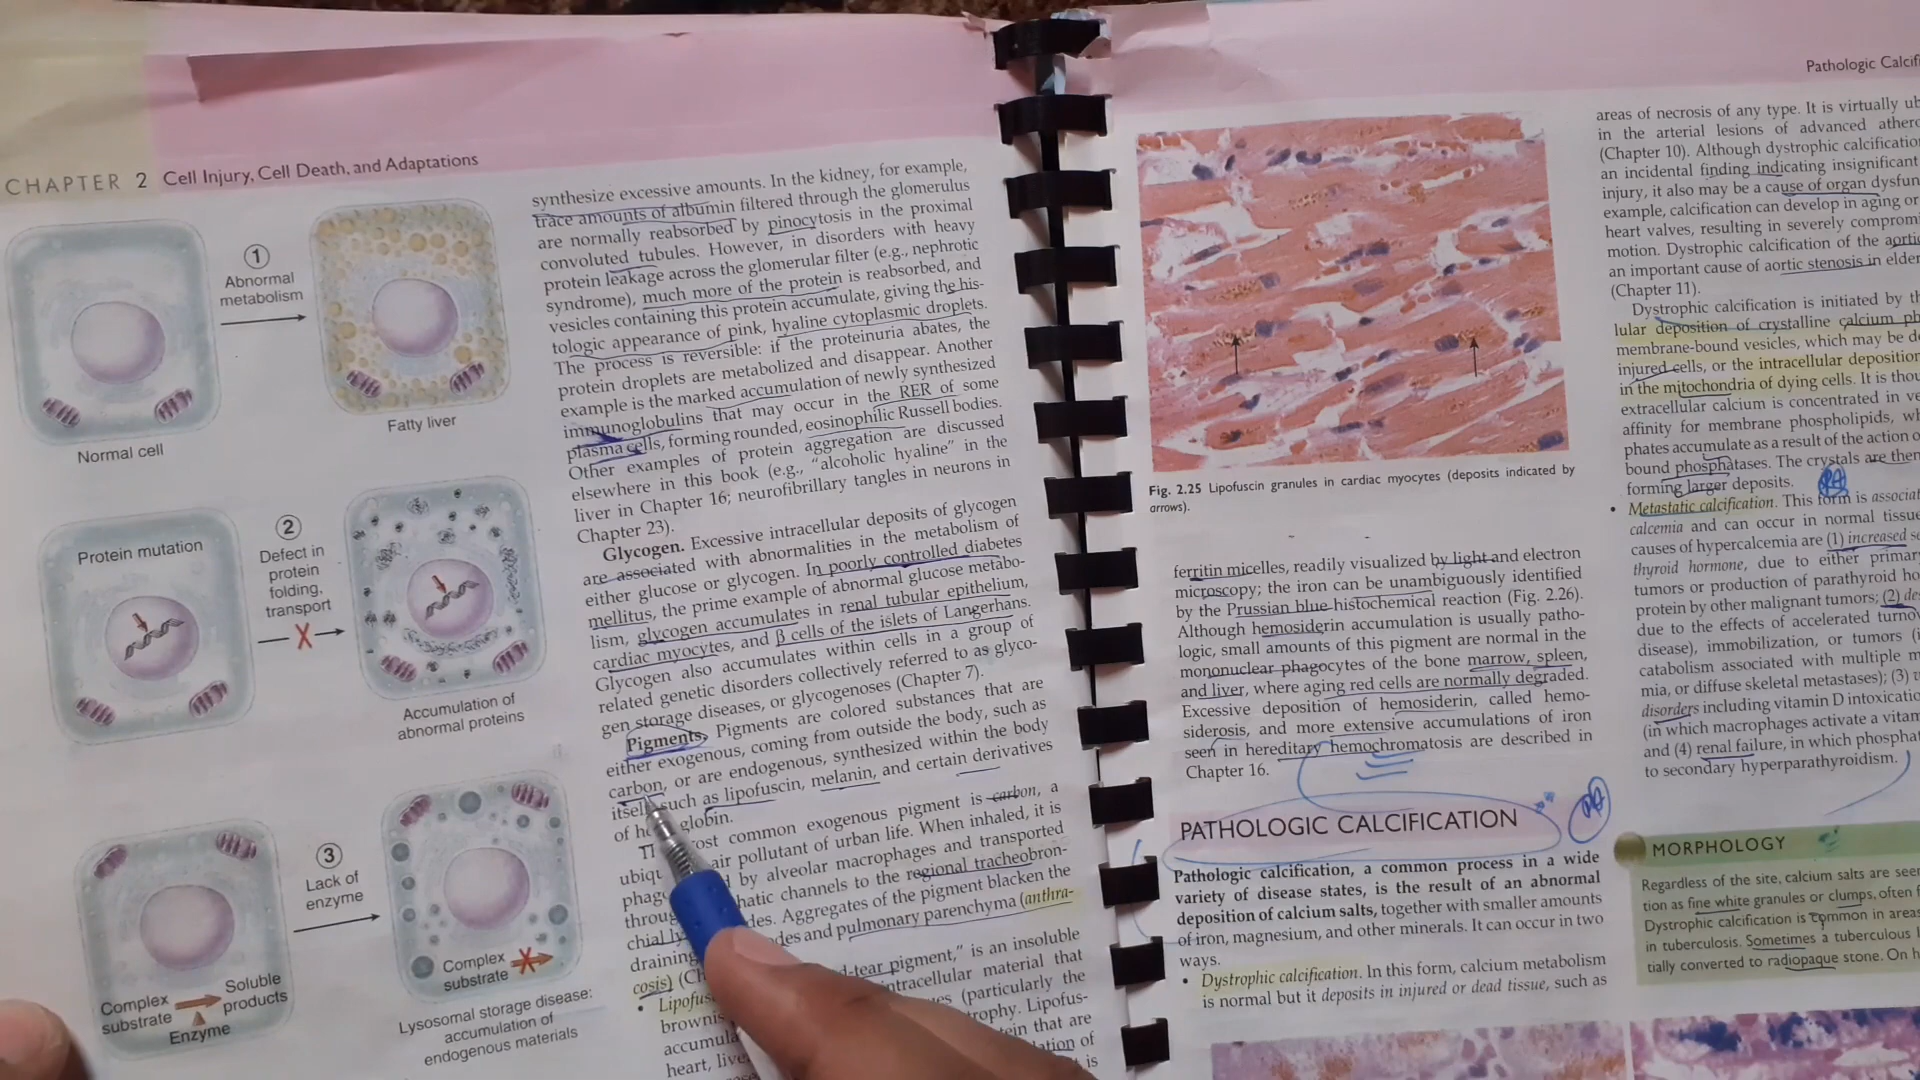 CHAPTER 2 Cell Injury, Cell Death, and Adaptations
1
Abnormal
metabolism
Normal cell
Fatty liver
Protein mutation
2
Defect in
protein
folding,
transport
Accumulation of
abnormal proteins
3
Lack of
enzyme
Complex
substrate
Soluble
products
Enzyme
Complex
substrate
Lysosomal storage disease:
accumulation of
endogenous materials
synthesize excessive amounts. In the kidney, for example,
trace amounts of albumin filtered through the glomerulus
are normally reabsorbed by pinocytosis in the proximal
convoluted tubules. However, in disorders with heavy
protein leakage across the glomerular filter (e.g., nephrotic
syndrome), much more of the protein is reabsorbed, and
vesicles containing this protein accumulate, giving the his-
tologic appearance of pink, hyaline cytoplasmic droplets.
The process is reversible: if the proteinuria abates, the
protein droplets are metabolized and disappear. Another
example is the marked accumulation of newly synthesized
immunoglobulins that may occur in the RER of some
plasma cells, forming rounded, eosinophilic Russell bodies.
Other examples of protein aggregation are discussed
elsewhere in this book (e.g., "alcoholic hyaline" in the
liver in Chapter 16; neurofibrillary tangles in neurons in
Chapter 23).
Glycogen. Excessive intracellular deposits of glycogen
are associated with abnormalities in the metabolism of
either glucose or glycogen. In poorly controlled diabetes
mellitus, the prime example of abnormal glucose metabo-
lism, glycogen accumulates in renal tubular epithelium,
cardiac myocytes, and β cells of the islets of Langerhans.
Glycogen also accumulates within cells in a group of
related genetic disorders collectively referred to as glyco-
gen storage diseases, or glycogenoses (Chapter 7).
Pigments. Pigments are colored substances that are
either exogenous, coming from outside the body, such as
carbon, or are endogenous, synthesized within the body
itself, such as lipofuscin, melanin, and certain derivatives
of globin.
most common exogenous pigment is carbon, a
air pollutant of urban life. When inhaled, it is
by alveolar macrophages and transported
channels to the regional tracheobron-
Aggregates of the pigment blacken the
draining and pulmonary parenchyma (anthra-
cosis)
• pigment," is an insoluble
intracellular material that
(particularly the
heart, Lipofus-
that are
of
is
Fig. 2.25 Lipofuscin granules in cardiac myocytes (deposits indicated by
arrows).
ferritin micelles, readily visualized by light and electron
microscopy; the iron can be unambiguously identified
by the Prussian blue histochemical reaction (Fig. 2.26).
Although hemosiderin accumulation is usually patho-
logic, small amounts of this pigment are normal in the
mononuclear phagocytes of the bone marrow, spleen,
and liver, where aging red cells are normally degraded.
Excessive deposition of hemosiderin, called hemo-
siderosis, and more extensive accumulations of iron
seen in hereditary hemochromatosis are described in
Chapter 16.
PATHOLOGIC CALCIFICATION
Pathologic calcification, a common process in a wide
variety of disease states, is the result of an abnormal
deposition of calcium salts, together with smaller amounts
of iron, magnesium, and other minerals. It can occur in two
ways.
• Dystrophic calcification. In this form, calcium metabolism
is normal but it deposits in injured or dead tissue, such as
Pathologic
areas of necrosis of any type. It is virtually
in the arterial lesions of advanced
(Chapter 10). Although dystrophic
an incidental finding indicating insignificant
injury, it also may be a cause of organ
example, calcification can develop in aging or
heart valves, resulting in severely
motion. Dystrophic calcification of the
an important cause of aortic stenosis in
(Chapter 11).
Dystrophic calcification is initiated by
deposition of crystalline calcium
membrane-bound vesicles, which may be
injured cells, or the intracellular deposition
in the mitochondria of dying cells. It is
extracellular calcium is concentrated in
affinity for membrane phospholipids,
phates accumulate as a result of the action
bound phosphatases. The crystals are
forming larger deposits.
• Metastatic calcification. This form is
calcemia and can occur in normal
causes of hypercalcemia are (1) increased
thyroid hormone, due to either
tumors or production of parathyroid
protein by other malignant tumors; (2)
due to the effects of accelerated
disease), immobilization, or tumors
catabolism associated with multiple
mia, or diffuse skeletal metastases); (3)
disorders including vitamin D
(in which macrophages activate a
and (4) renal failure, in which
to secondary hyperparathyroidism.
MORPHOLOGY
Regardless of the site, calcium salts are
tion as fine white granules or clumps, often
Dystrophic calcification is common in areas
in tuberculosis. Sometimes a tuberculous
tially converted to radiopaque stone. On